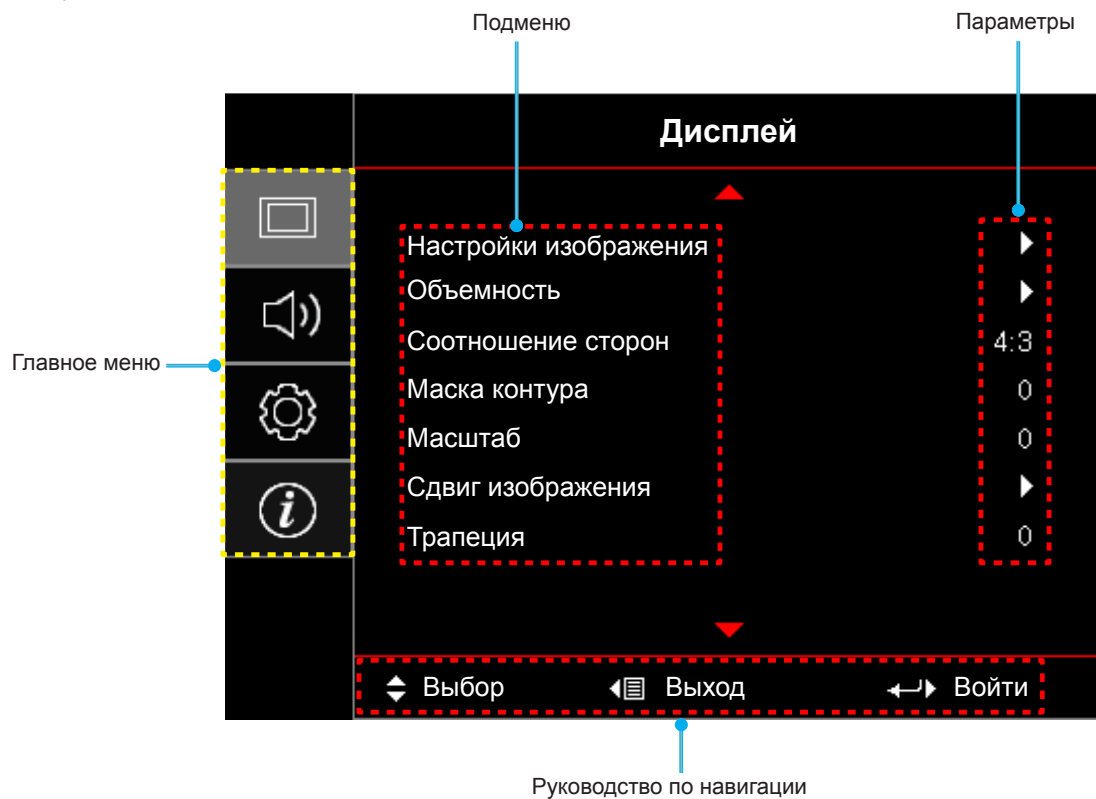 Подменю
Параметры
Дисплей
Настройки изображения
Объемность
Соотношение сторон 4:3
Главное меню
Маска контура 0
Масштаб 0
Сдвиг изображения
Трапеция 0
Выбор Выход Войти
Руководство по навигации